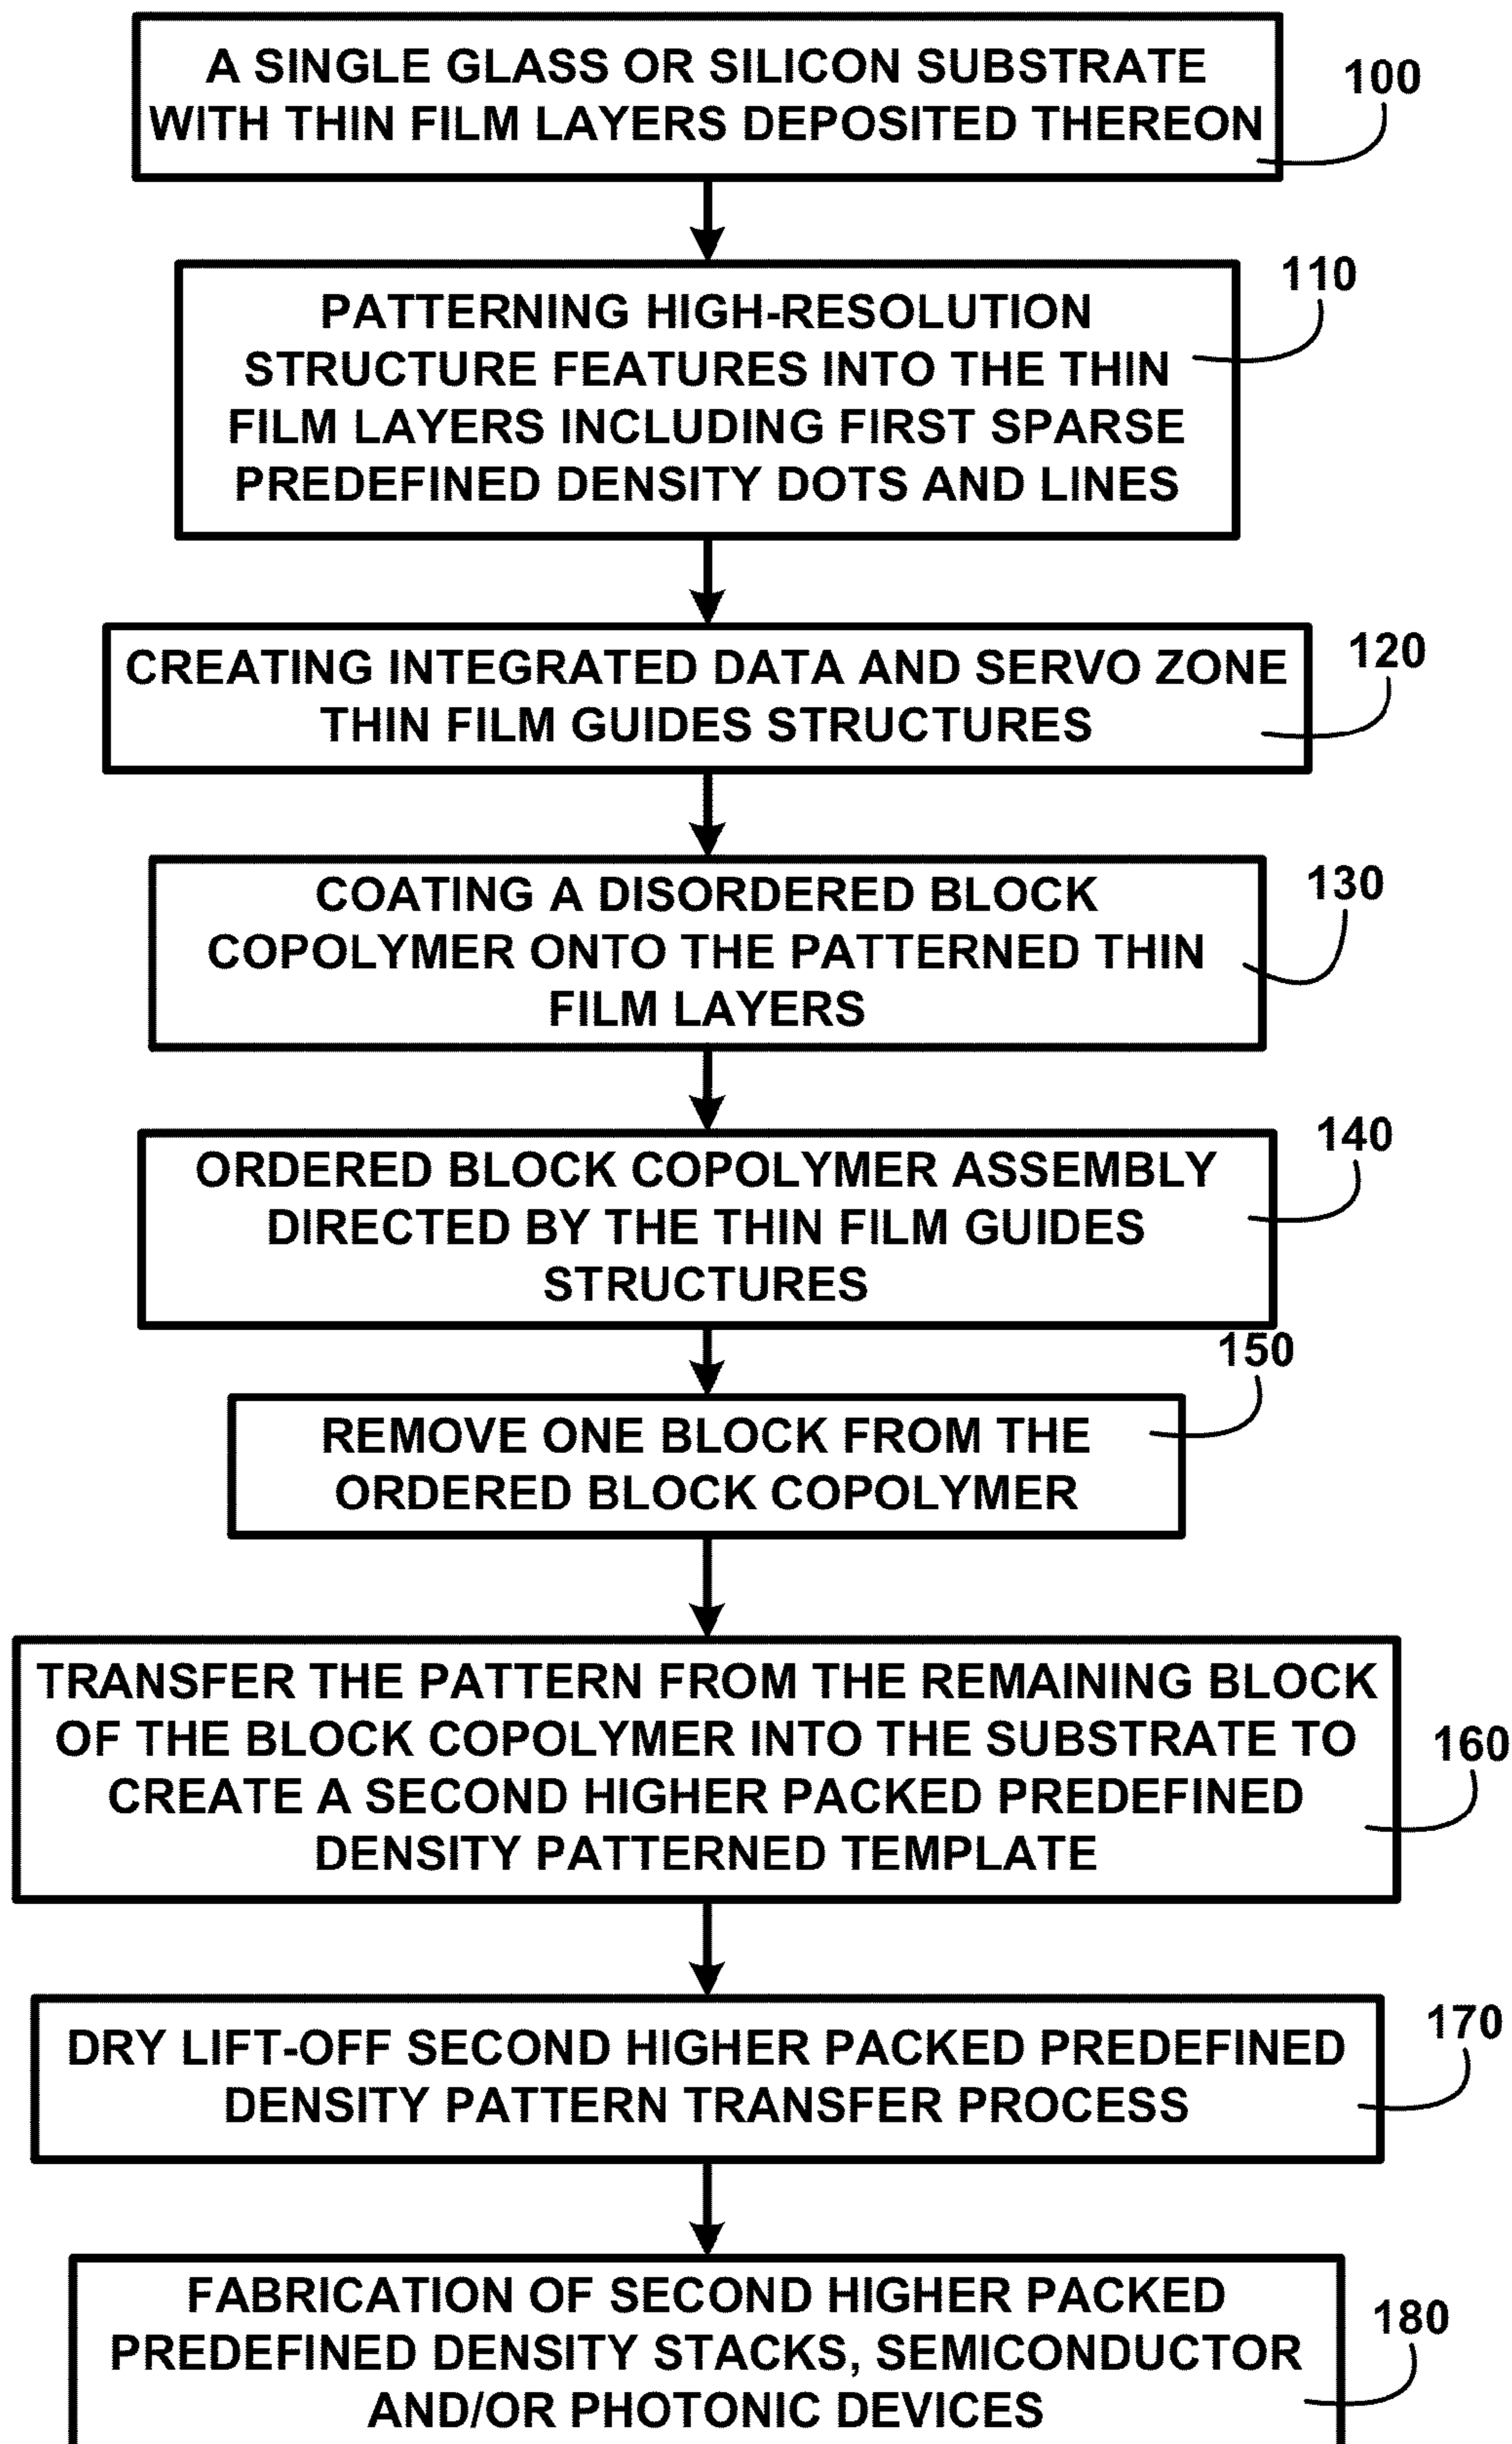 A SINGLE GLASS OR SILICON SUBSTRATE
WITH THIN FILM LAYERS DEPOSITED THEREON
100
PATTERNING HIGH-RESOLUTION
STRUCTURE FEATURES INTO THE THIN
FILM LAYERS INCLUDING FIRST SPARSE
PREDEFINED DENSITY DOTS AND LINES
110
CREATING INTEGRATED DATA AND SERVO ZONE
THIN FILM GUIDES STRUCTURES
120
COATING A DISORDERED BLOCK
COPOLYMER ONTO THE PATTERNED THIN
FILM LAYERS
130
ORDERED BLOCK COPOLYMER ASSEMBLY
DIRECTED BY THE THIN FILM GUIDES
STRUCTURES
140
REMOVE ONE BLOCK FROM THE
ORDERED BLOCK COPOLYMER
150
TRANSFER THE PATTERN FROM THE REMAINING BLOCK
OF THE BLOCK COPOLYMER INTO THE SUBSTRATE TO
CREATE A SECOND HIGHER PACKED PREDEFINED
DENSITY PATTERNED TEMPLATE
160
DRY LIFT-OFF SECOND HIGHER PACKED PREDEFINED
DENSITY PATTERN TRANSFER PROCESS
170
FABRICATION OF SECOND HIGHER PACKED
PREDEFINED DENSITY STACKS, SEMICONDUCTOR
AND/OR PHOTONIC DEVICES
180